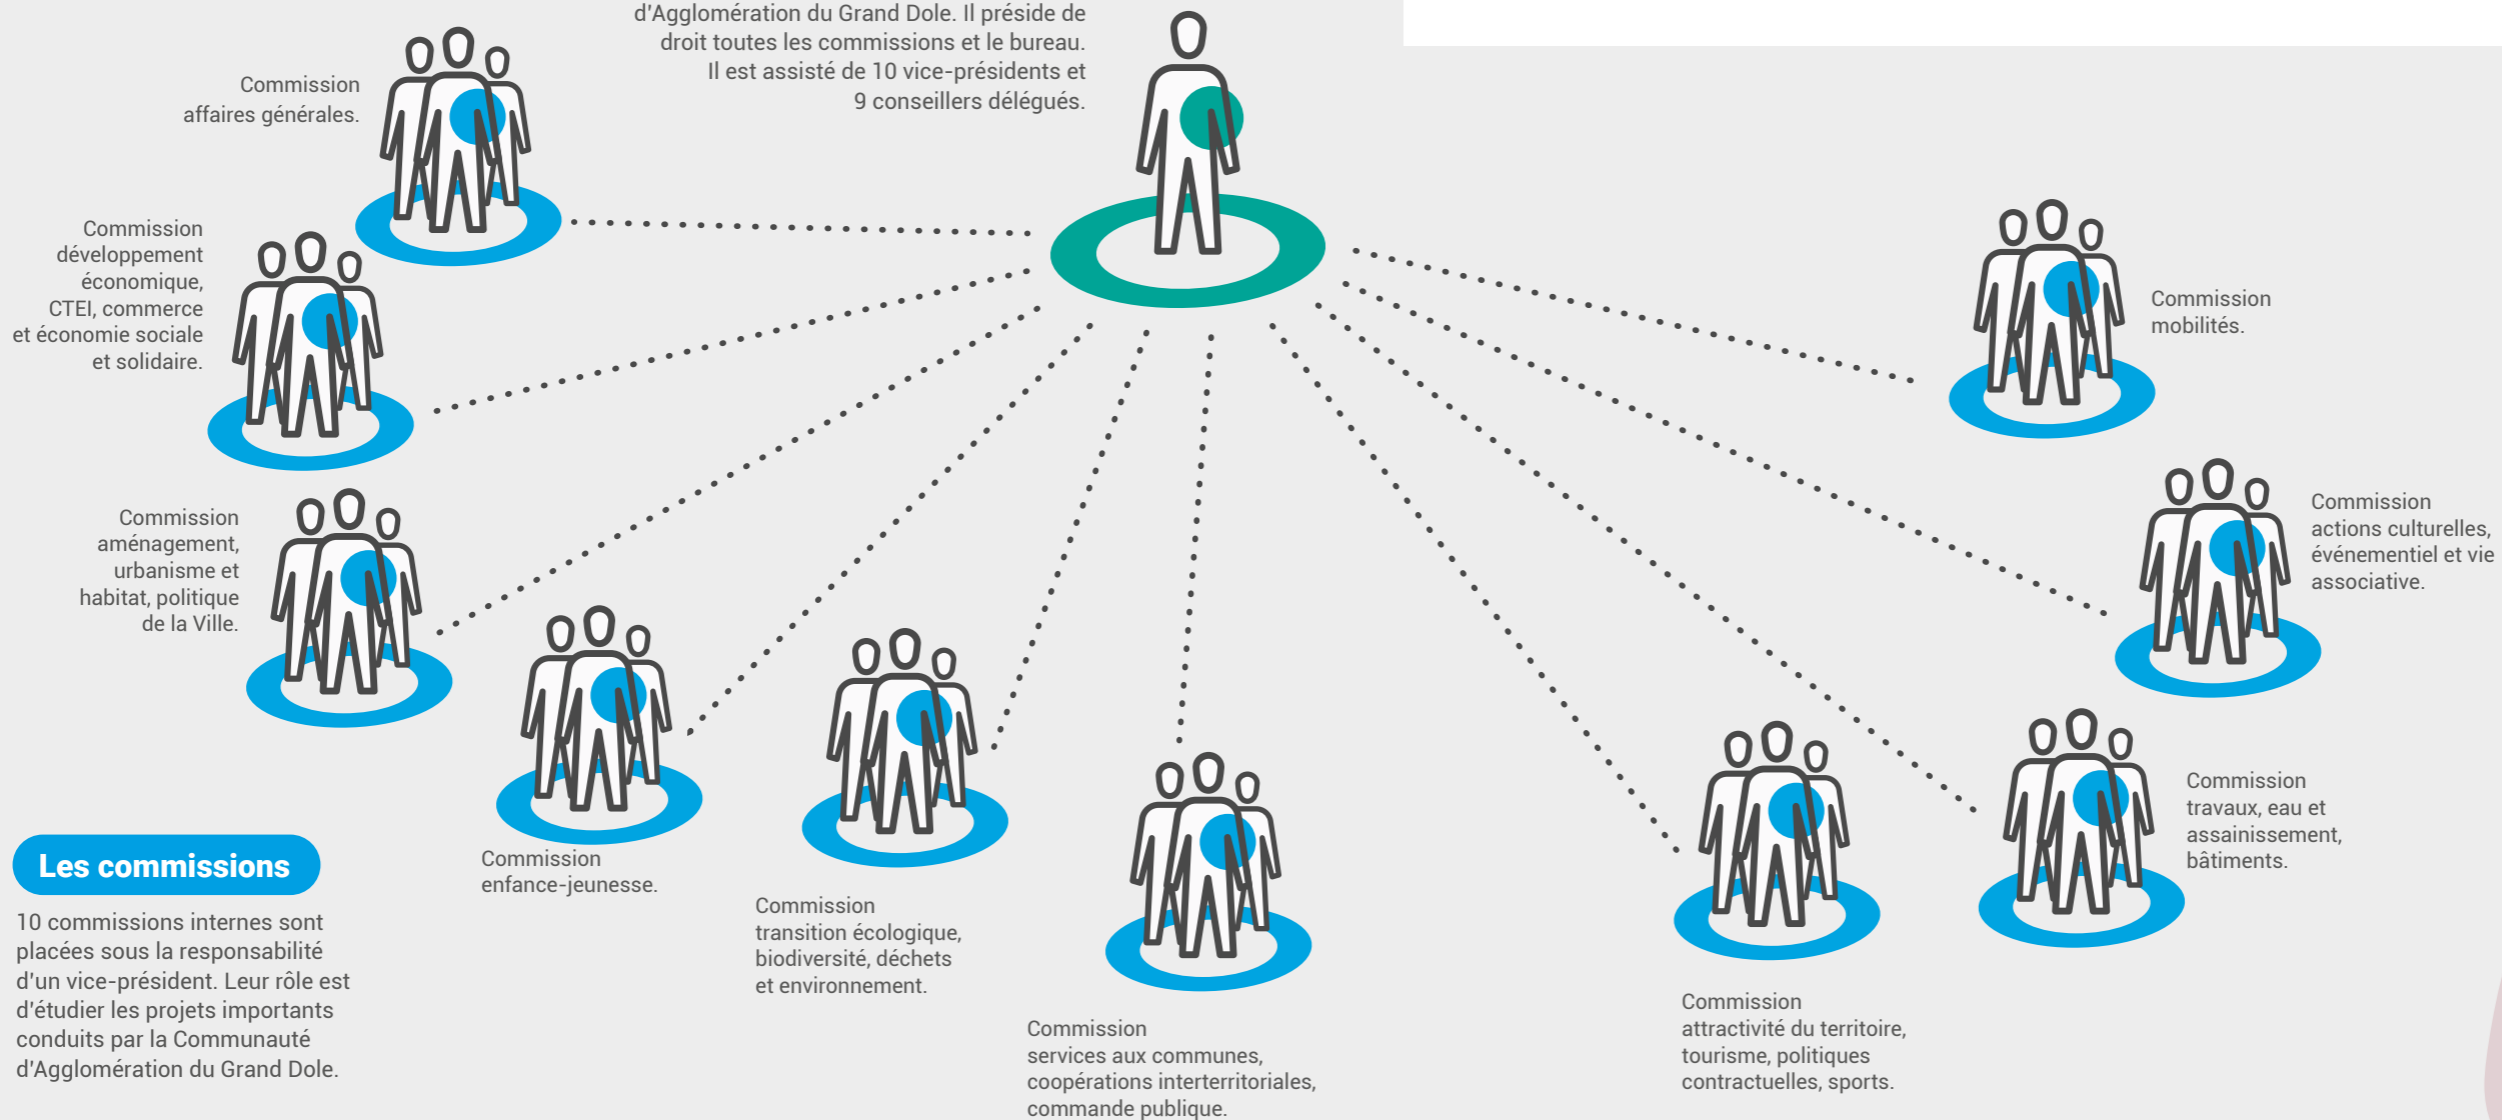 d'Agglomération du Grand Dole. Il préside de
droit toutes les commissions et le bureau.
Il est assisté de 10 vice-présidents et
9 conseillers délégués.
Commission
affaires générales.
Commission
développement
économique,
CTEI, commerce
et économie sociale
et solidaire.
Commission
aménagement,
urbanisme et
habitat, politique
de la Ville.
Commission
enfance-jeunesse.
Commission
transition écologique,
biodiversité, déchets
et environnement.
Commission
services aux communes,
coopérations interterritoriales,
commande publique.
Commission
attractivité du territoire,
tourisme, politiques
contractuelles, sports.
Commission
travaux, eau et
assainissement,
bâtiments.
Commission
actions culturelles,
événementiel et vie
associative.
Commission
mobilités.
Les commissions
10 commissions internes sont
placées sous la responsabilité
d'un vice-président. Leur rôle est
d'étudier les projets importants
conduits par la Communauté
d'Agglomération du Grand Dole.